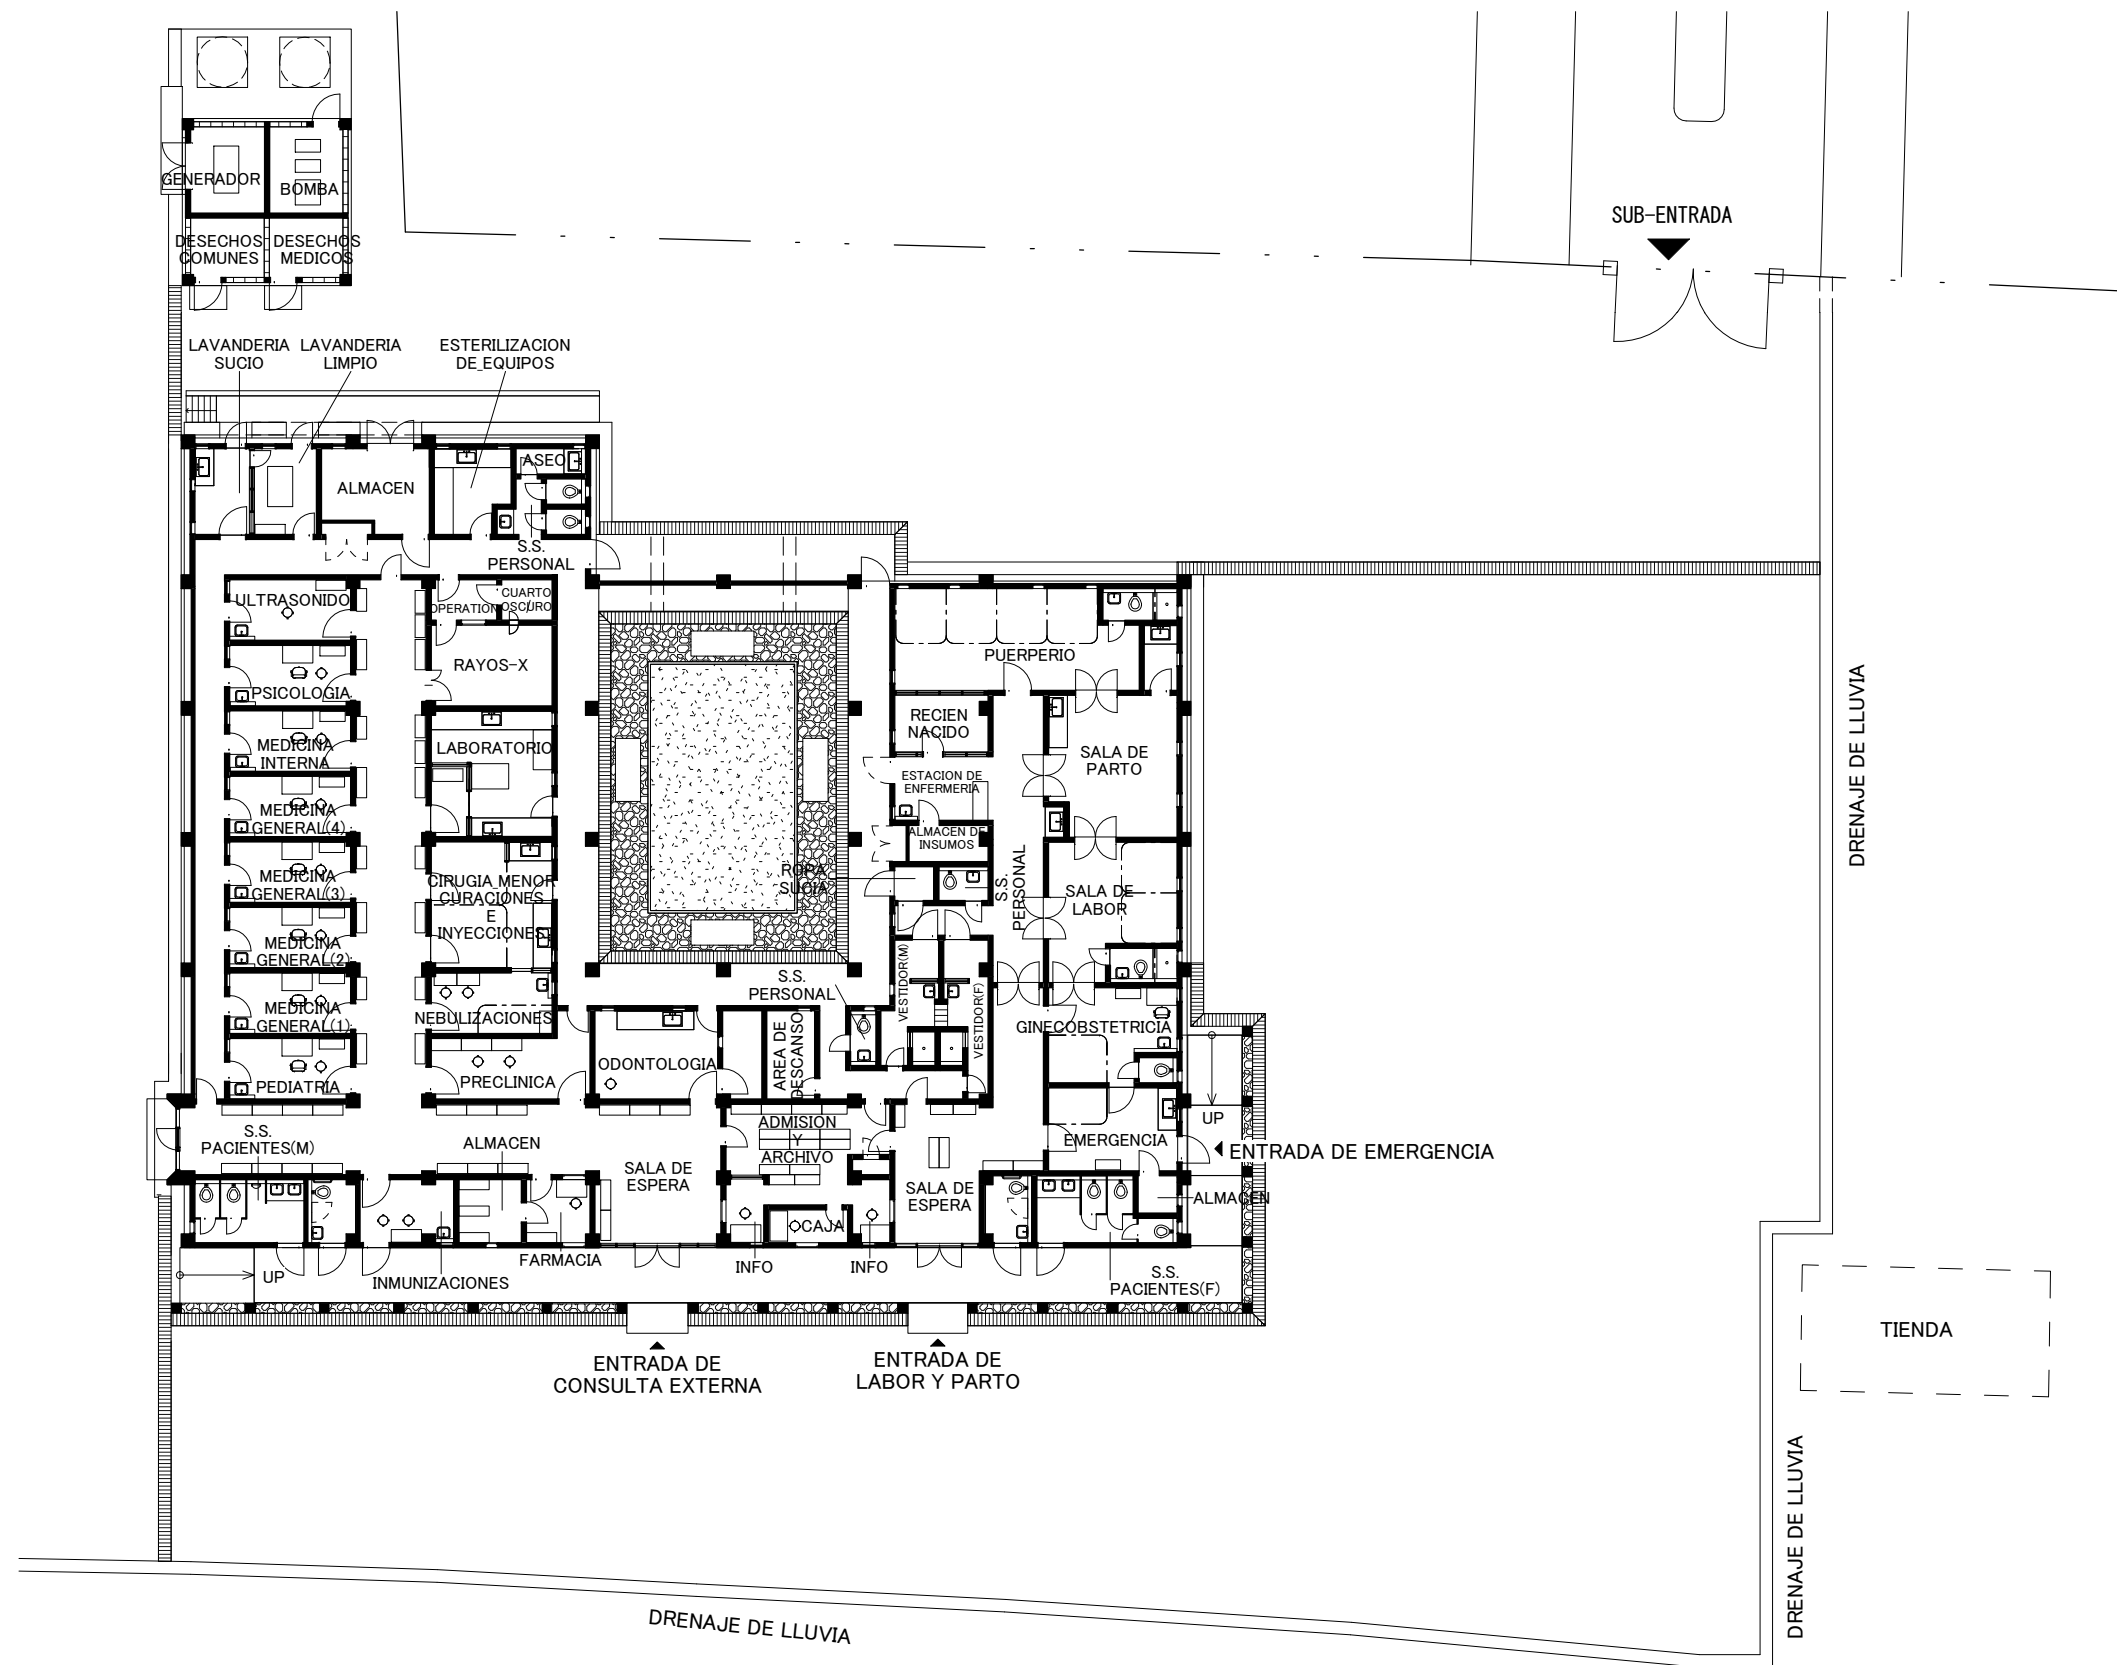 SUB-ENTRADA
GENERADOR
BOMBA
DESECHOS
COMUNES
DESECHOS
MEDICOS
LAVANDERIA
SUCIO
LAVANDERIA
LIMPIO
ESTERILIZACION
DE_EQUIPOS
ASEO
ALMACEN
S.S.
PERSONAL
ULTRASONIDO
OPERATION
CUARTO
OSCURO
RAYOS-X
PSICOLOGIA
MEDICINA
INTERNA
LABORATORIO
MEDICINA
GENERAL(4)
MEDICINA
GENERAL(3)
CIRUGIA_MENOR
CURACIONES
E
INYECCIONES
MEDICINA
GENERAL(2)
MEDICINA
GENERAL(1)
NEBULIZACIONES
PEDIATRIA
PRECLINICA
ODONTOLOGIA
AREA DE
DESCANSO
S.S.
PERSONAL
PUERPERIO
RECIEN
NACIDO
SALA DE
PARTO
ESTACION DE
ENFERMERIA
ALMACEN DE
INSUMOS
ROPA
SUCIA
S.S.
PERSONAL
SALA DE
LABOR
VESTIDOR(M)
VESTIDOR(F)
GINECOBSTETRICIA
UP
EMERGENCIA
ENTRADA DE EMERGENCIA
ALMACEN
S.S.
PACIENTES(M)
ALMACEN
SALA DE
ESPERA
ADMISION
Y
ARCHIVO
SALA DE
ESPERA
CAJA
UP
INMUNIZACIONES
FARMACIA
INFO
INFO
S.S.
PACIENTES(F)
ENTRADA DE
CONSULTA EXTERNA
ENTRADA DE
LABOR Y PARTO
TIENDA
DRENAJE DE LLUVIA
DRENAJE DE LLUVIA
DRENAJE DE LLUVIA